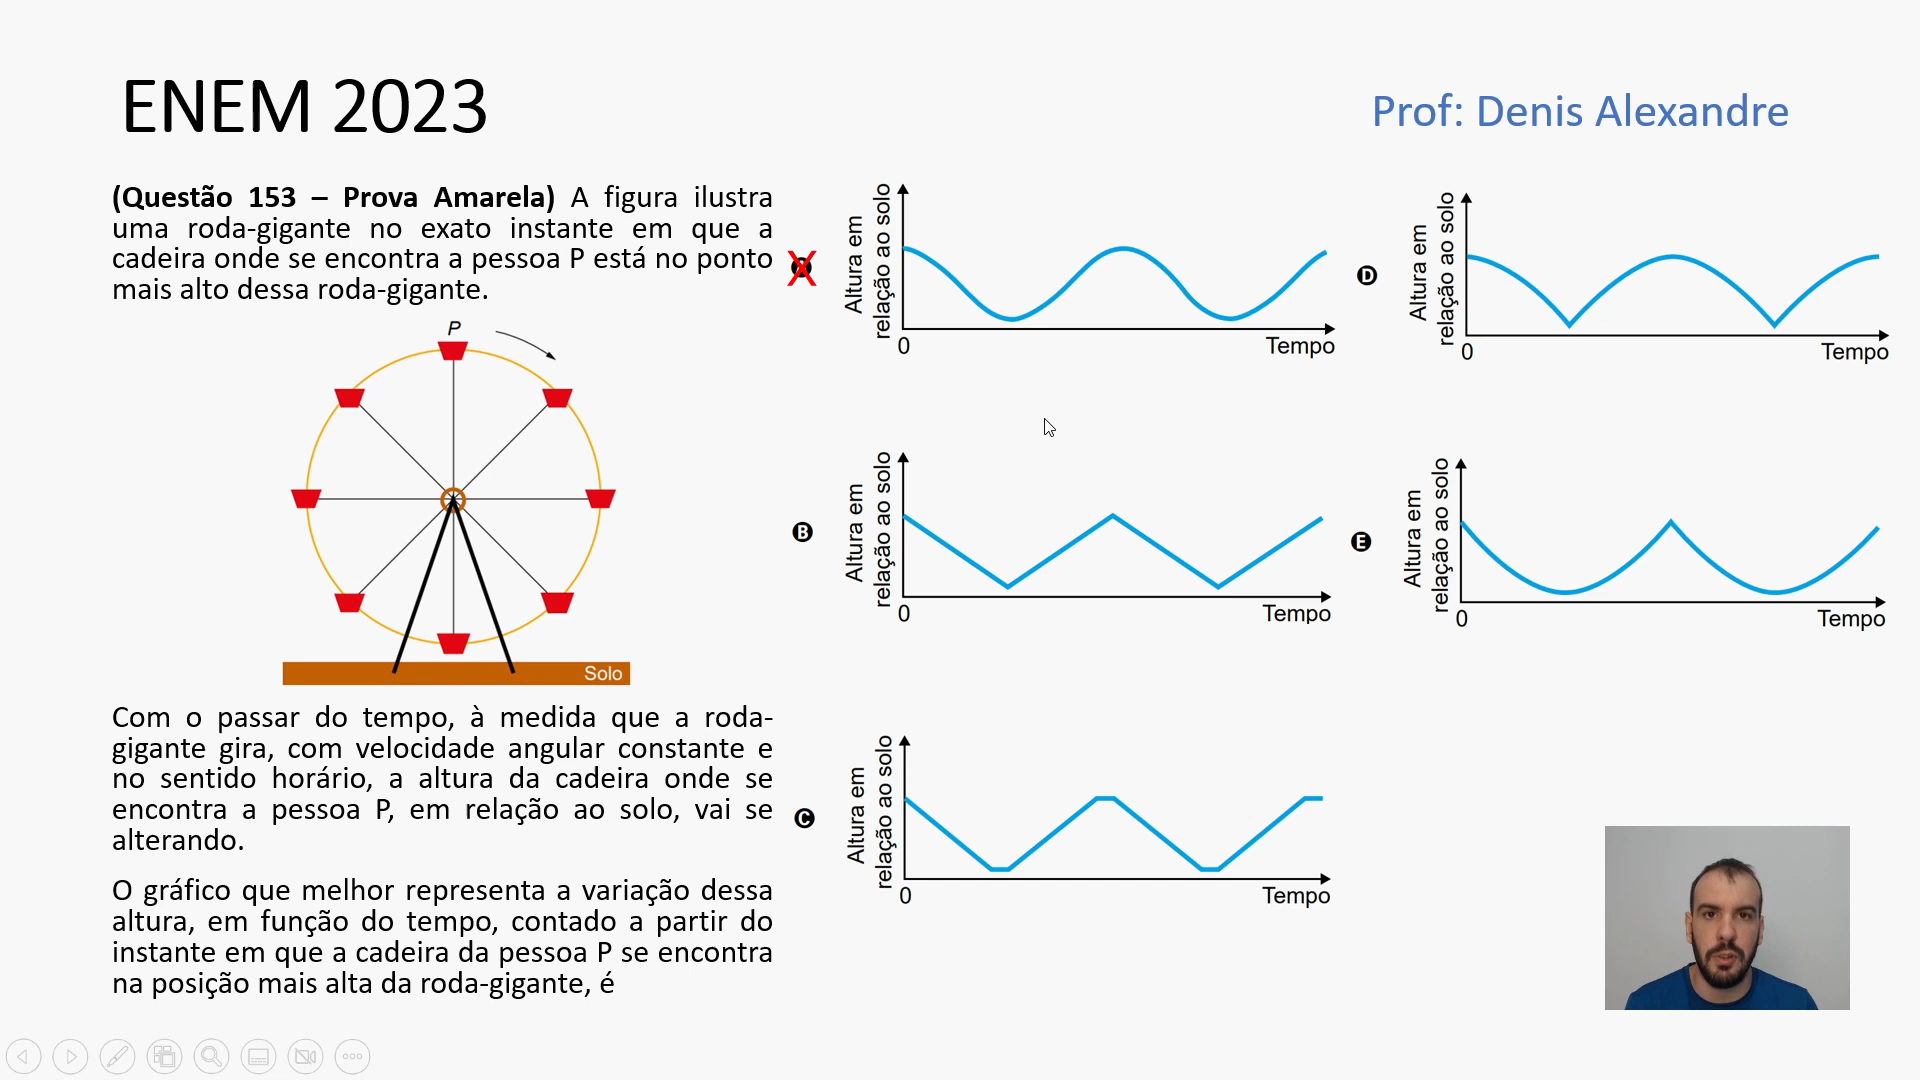 ENEM 2023
Prof: Denis Alexandre
(Questão 153 – Prova Amarela) A figura ilustra
uma roda-gigante no exato instante em que a
cadeira onde se encontra a pessoa P está no ponto
mais alto dessa roda-gigante.
P
Solo
Com o passar do tempo, à medida que a roda-
gigante gira, com velocidade angular constante e
no sentido horário, a altura da cadeira onde se
encontra a pessoa P, em relação ao solo, vai se
alterando.
O gráfico que melhor representa a variação dessa
altura, em função do tempo, contado a partir do
instante em que a cadeira da pessoa P se encontra
na posição mais alta da roda-gigante, é
X
Altura em
relação ao solo
0
Tempo
B
Altura em
relação ao solo
0
Tempo
C
Altura em
relação ao solo
0
Tempo
D
Altura em
relação ao solo
0
Tempo
E
Altura em
relação ao solo
0
Tempo